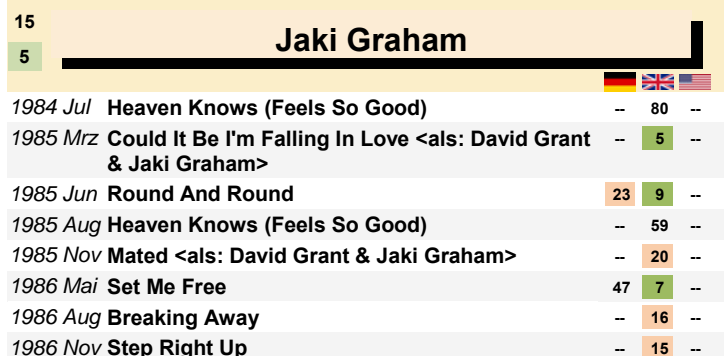 15
5
Jaki Graham
1984 Jul Heaven Knows (Feels So Good) -- 80 --
1985 Mrz Could It Be I'm Falling In Love <als: David Grant -- 5 --
& Jaki Graham>
1985 Jun Round And Round 23 9 --
1985 Aug Heaven Knows (Feels So Good) -- 59 --
1985 Nov Mated <als: David Grant & Jaki Graham> -- 20 --
1986 Mai Set Me Free 47 7 --
1986 Aug Breaking Away -- 16 --
1986 Nov Step Right Up -- 15 --